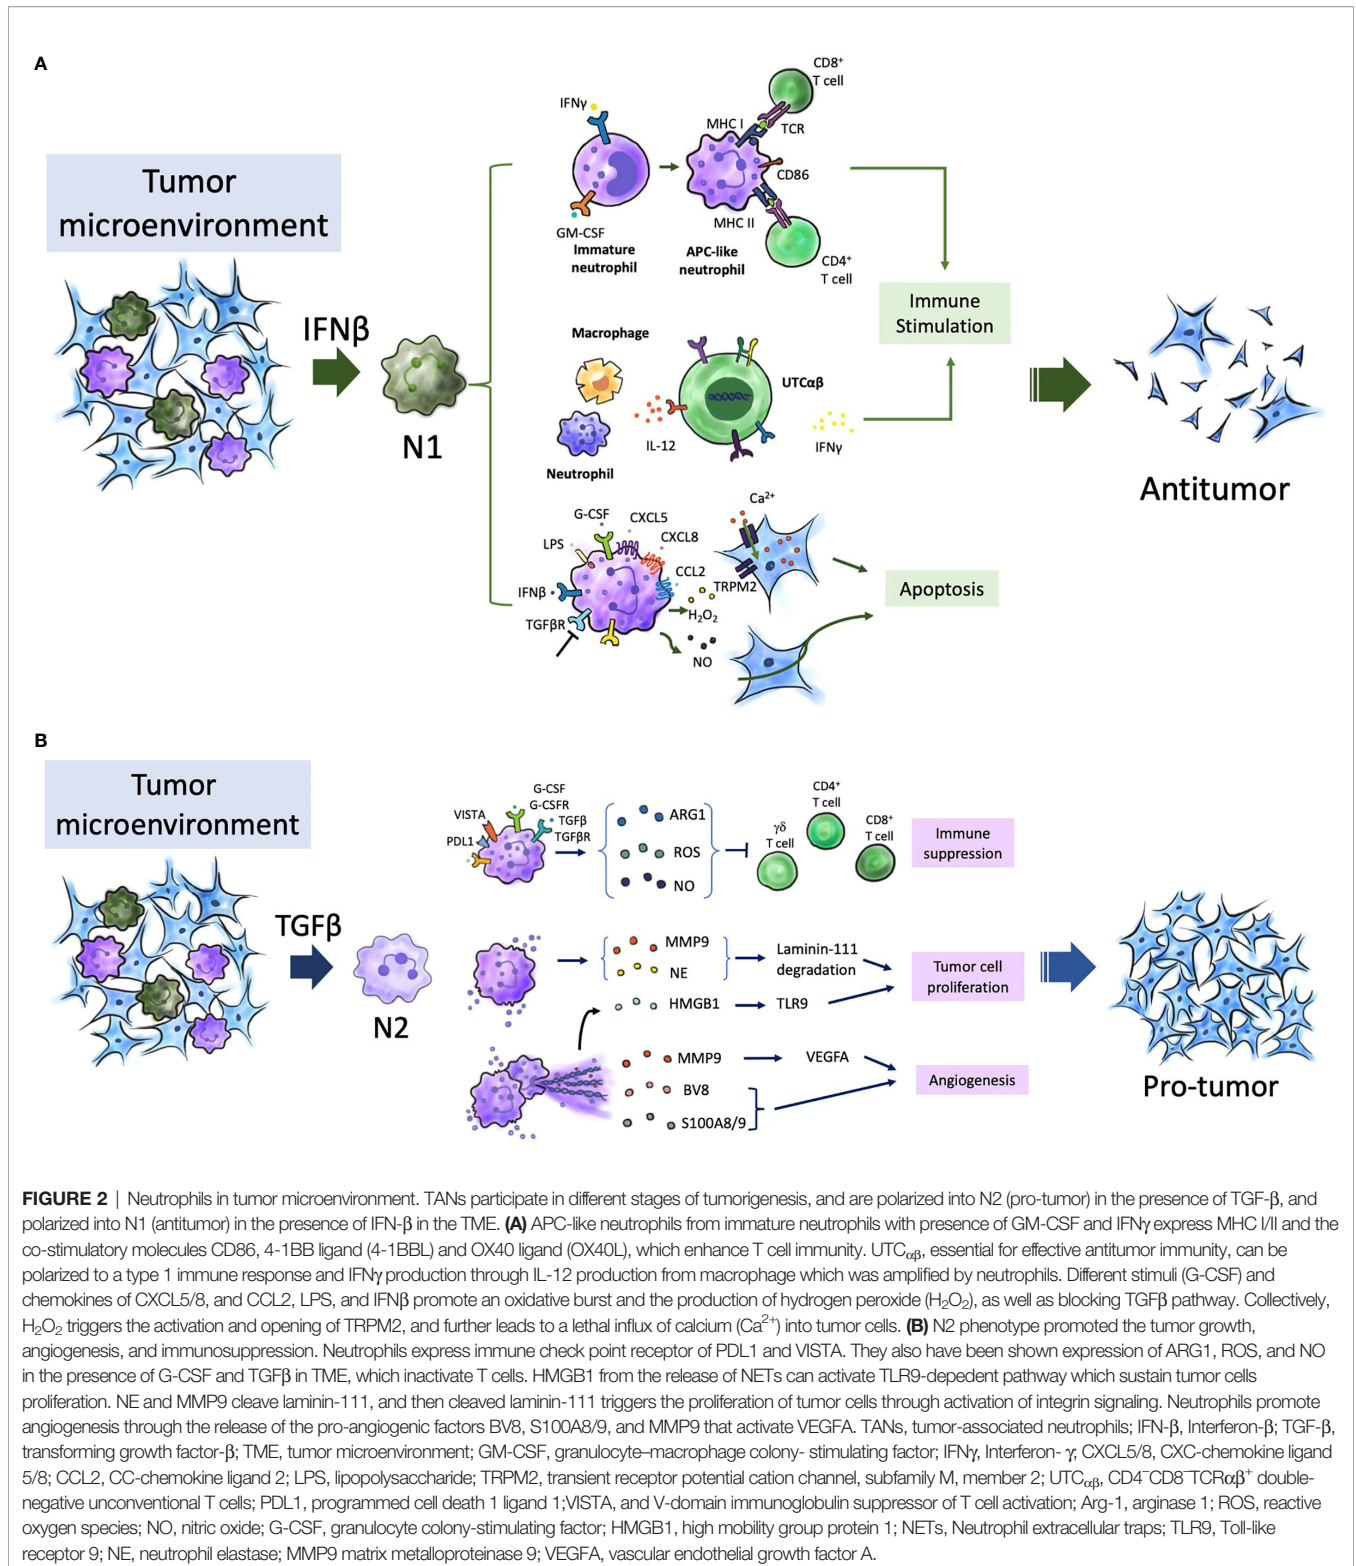 A
Tumor
microenvironment
IFNβ
N1
IFNγ
GM-CSF
Immature
neutrophil
MHC I
MHC II
APC-like
neutrophil
CD8+
T cell
TCR
CD86
CD4+
T cell
Immune
Stimulation
Macrophage
Neutrophil
IL-12
UTCαβ
IFNγ
G-CSF
CXCL5
CXCL8
LPS
CCL2
IFNβ
TGFβR
H₂O₂
NO
Ca²⁺
TRPM2
Apoptosis
Antitumor
B
Tumor
microenvironment
TGFβ
N2
G-CSF
G-CSFR
VISTA
TGFβ
PDL1
TGFβR
ARG1
ROS
NO
γδ
T cell
CD4+
T cell
CD8+
T cell
Immune
suppression
MMP9
NE
Laminin-111
degradation
HMGB1
TLR9
Tumor cell
proliferation
MMP9
VEGFA
BV8
S100A8/9
Angiogenesis
Pro-tumor
FIGURE 2 | Neutrophils in tumor microenvironment. TANs participate in different stages of tumorigenesis, and are polarized into N2 (pro-tumor) in the presence of TGF-β, and
polarized into N1 (antitumor) in the presence of IFN-β in the TME. (A) APC-like neutrophils from immature neutrophils with presence of GM-CSF and IFNγ express MHC I/II and the
co-stimulatory molecules CD86, 4-1BB ligand (4-1BBL) and OX40 ligand (OX40L), which enhance T cell immunity. UTCαβ, essential for effective antitumor immunity, can be
polarized to a type 1 immune response and IFNγ production through IL-12 production from macrophage which was amplified by neutrophils. Different stimuli (G-CSF) and
chemokines of CXCL5/8, and CCL2, LPS, and IFNβ promote an oxidative burst and the production of hydrogen peroxide (H₂O₂), as well as blocking TGFβ pathway. Collectively,
H₂O₂ triggers the activation and opening of TRPM2, and further leads to a lethal influx of calcium (Ca²⁺) into tumor cells. (B) N2 phenotype promoted the tumor growth,
angiogenesis, and immunosuppression. Neutrophils express immune check point receptor of PDL1 and VISTA. They also have been shown expression of ARG1, ROS, and NO
in the presence of G-CSF and TGFβ in TME, which inactivate T cells. HMGB1 from the release of NETs can activate TLR9-depedent pathway which sustain tumor cells
proliferation. NE and MMP9 cleave laminin-111, and then cleaved laminin-111 triggers the proliferation of tumor cells through activation of integrin signaling. Neutrophils promote
angiogenesis through the release of the pro-angiogenic factors BV8, S100A8/9, and MMP9 that activate VEGFA. TANs, tumor-associated neutrophils; IFN-β, Interferon-β; TGF-β,
transforming growth factor-β; TME, tumor microenvironment; GM-CSF, granulocyte–macrophage colony- stimulating factor; IFNγ, Interferon- γ; CXCL5/8, CXC-chemokine ligand
5/8; CCL2, CC-chemokine ligand 2; LPS, lipopolysaccharide; TRPM2, transient receptor potential cation channel, subfamily M, member 2; UTCαβ, CD4⁻CD8⁻TCRαβ⁺ double-
negative unconventional T cells; PDL1, programmed cell death 1 ligand 1;VISTA, and V-domain immunoglobulin suppressor of T cell activation; Arg-1, arginase 1; ROS, reactive
oxygen species; NO, nitric oxide; G-CSF, granulocyte colony-stimulating factor; HMGB1, high mobility group protein 1; NETs, Neutrophil extracellular traps; TLR9, Toll-like
receptor 9; NE, neutrophil elastase; MMP9 matrix metalloproteinase 9; VEGFA, vascular endothelial growth factor A.